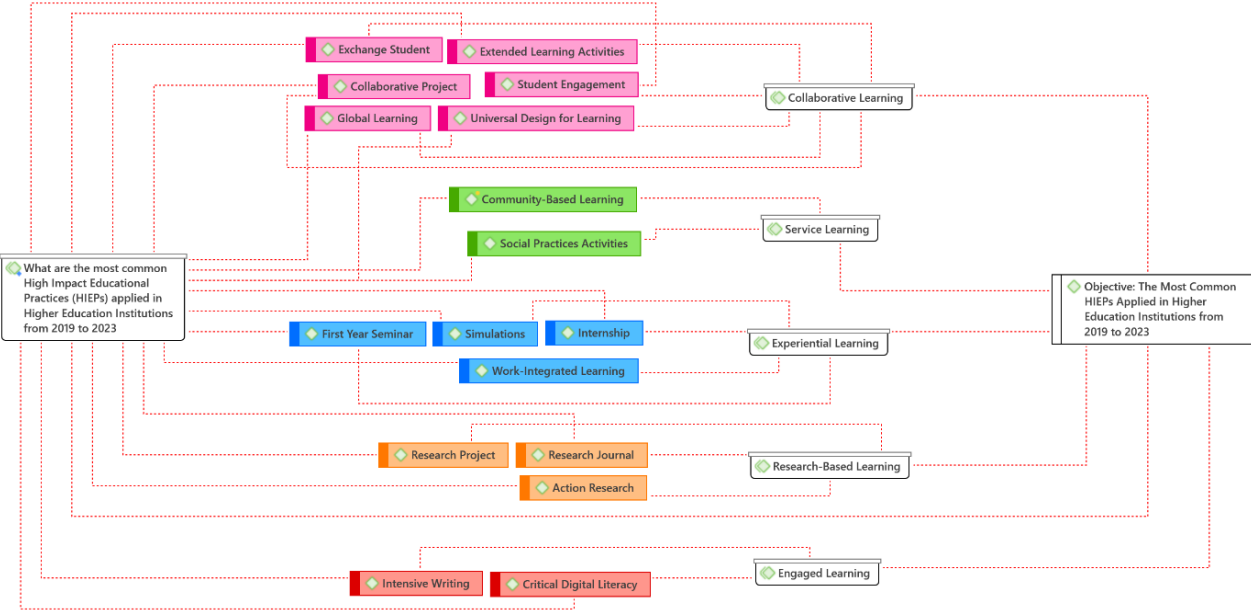 Exchange Student
Extended Learning Activities
Collaborative Project
Student Engagement
Collaborative Learning
Global Learning
Universal Design for Learning
Community-Based Learning
Service Learning
Social Practices Activities
What are the most common
High Impact Educational
Practices (HIEPs) applied in
Higher Education Institutions
from 2019 to 2023
Objective: The Most Common
HIEPs Applied in Higher
Education Institutions from
2019 to 2023
First Year Seminar
Simulations
Internship
Experiential Learning
Work-Integrated Learning
Research Project
Research Journal
Research-Based Learning
Action Research
Engaged Learning
Intensive Writing
Critical Digital Literacy